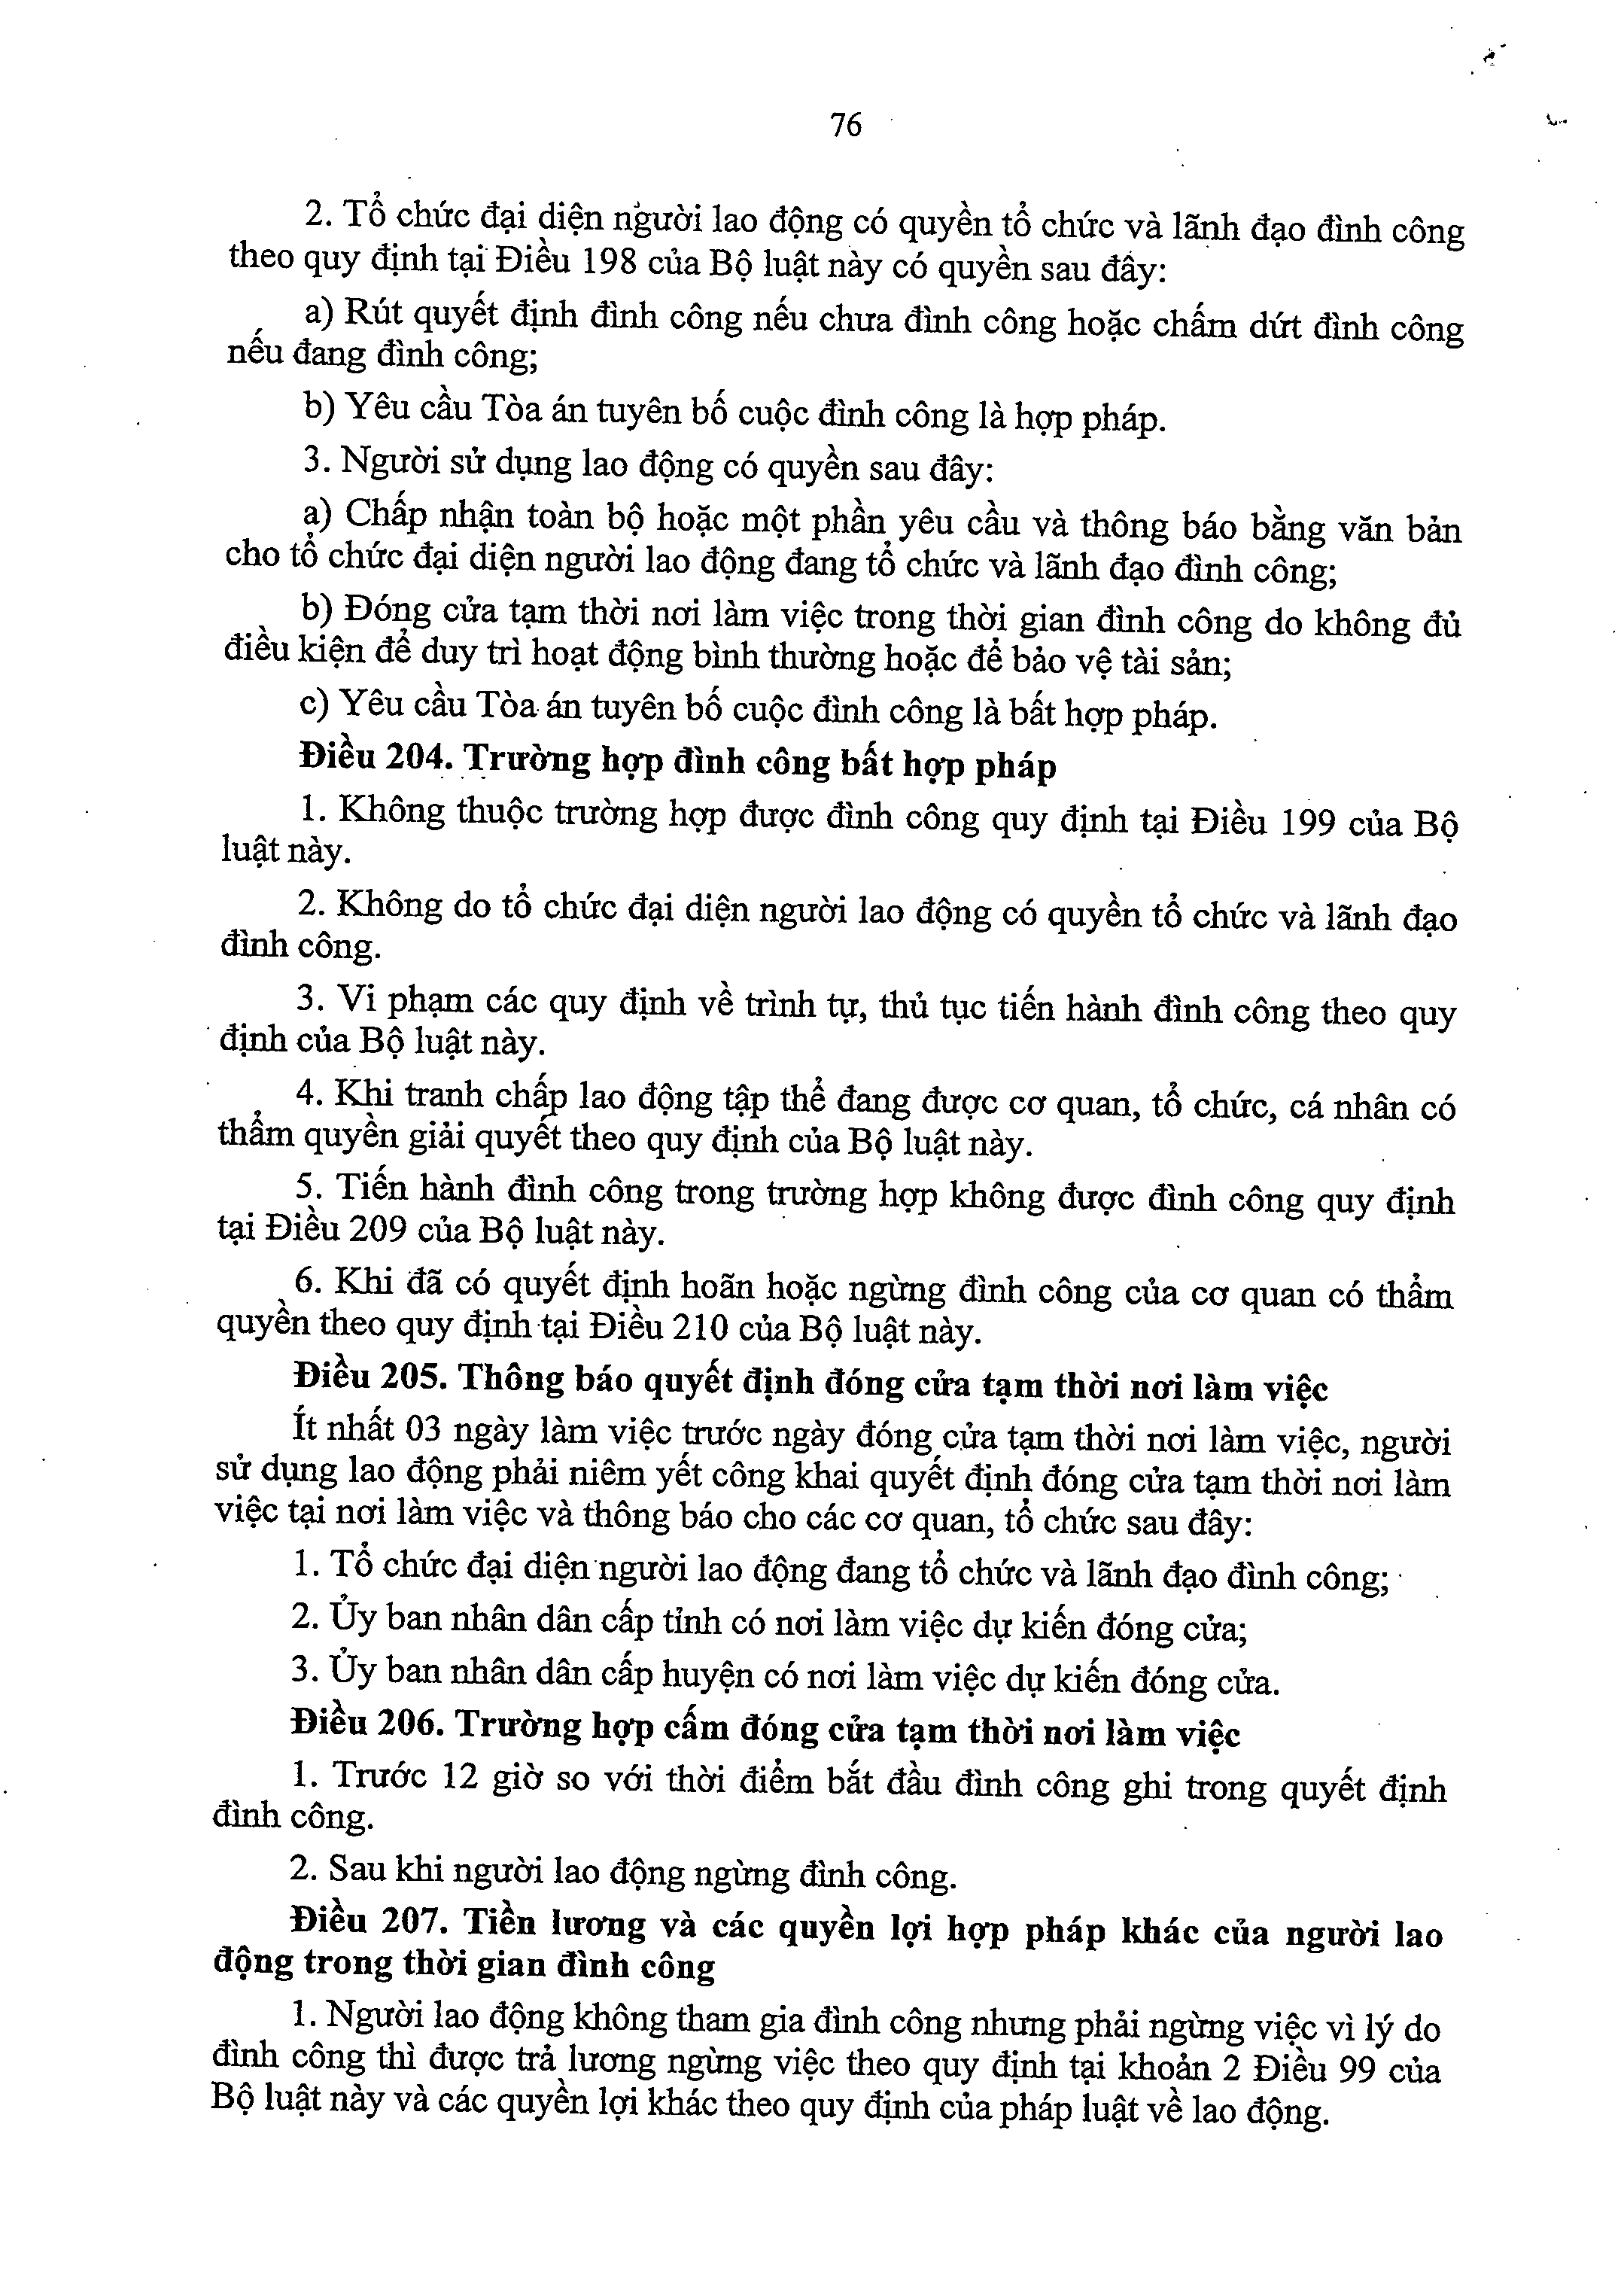 76
2. Tổ chức đại diện người lao động có quyền tổ chức và lãnh đạo đình công
theo quy định tại Điều 198 của Bộ luật này có quyền sau đây:
a) Rút quyết định đình công nếu chưa đình công hoặc chấm dứt đình công
nếu đang đình công;
b) Yêu cầu Tòa án tuyên bố cuộc đình công là hợp pháp.
3. Người sử dụng lao động có quyền sau đây:
a) Chấp nhận toàn bộ hoặc một phần yêu cầu và thông báo bằng văn bản
cho tổ chức đại diện người lao động đang tổ chức và lãnh đạo đình công;
b) Đóng cửa tạm thời nơi làm việc trong thời gian đình công do không đủ
điều kiện để duy trì hoạt động bình thường hoặc để bảo vệ tài sản;
c) Yêu cầu Tòa án tuyên bố cuộc đình công là bất hợp pháp.
Điều 204. Trường hợp đình công bất hợp pháp
1. Không thuộc trường hợp được đình công quy định tại Điều 199 của Bộ
luật này.
2. Không do tổ chức đại diện người lao động có quyền tổ chức và lãnh đạo
đình công.
3. Vi phạm các quy định về trình tự, thủ tục tiến hành đình công theo quy
định của Bộ luật này.
4. Khi tranh chấp lao động tập thể đang được cơ quan, tổ chức, cá nhân có
thẩm quyền giải quyết theo quy định của Bộ luật này.
5. Tiến hành đình công trong trường hợp không được đình công quy định
tại Điều 209 của Bộ luật này.
6. Khi đã có quyết định hoãn hoặc ngừng đình công của cơ quan có thẩm
quyền theo quy định tại Điều 210 của Bộ luật này.
Điều 205. Thông báo quyết định đóng cửa tạm thời nơi làm việc
Ít nhất 03 ngày làm việc trước ngày đóng cửa tạm thời nơi làm việc, người
sử dụng lao động phải niêm yết công khai quyết định đóng cửa tạm thời nơi làm
việc tại nơi làm việc và thông báo cho các cơ quan, tổ chức sau đây:
1. Tổ chức đại diện người lao động đang tổ chức và lãnh đạo đình công;
2. Ủy ban nhân dân cấp tỉnh có nơi làm việc dự kiến đóng cửa;
3. Ủy ban nhân dân cấp huyện có nơi làm việc dự kiến đóng cửa.
Điều 206. Trường hợp cấm đóng cửa tạm thời nơi làm việc
1. Trước 12 giờ so với thời điểm bắt đầu đình công ghi trong quyết định
đình công.
2. Sau khi người lao động ngừng đình công.
Điều 207. Tiền lương và các quyền lợi hợp pháp khác của người lao
động trong thời gian đình công
1. Người lao động không tham gia đình công nhưng phải ngừng việc vì lý do
đình công thì được trả lương ngừng việc theo quy định tại khoản 2 Điều 99 của
Bộ luật này và các quyền lợi khác theo quy định của pháp luật về lao động.